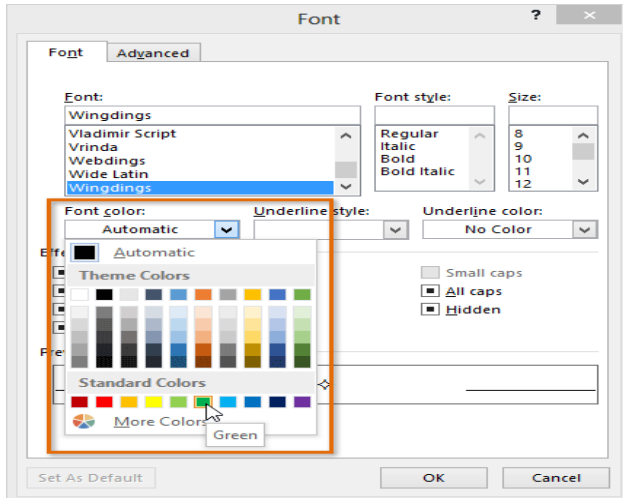 Font ?
Font Advanced
Font: Font style: Size:
Wingdings
Vladimir Script Regular 8
Vrinda Italic 9
Webdings Bold 10
Wide Latin Bold Italic 11
Wingdings 12
Font color: Underline style: Underline color:
Automatic No Color
Effe Automatic
Theme Colors Small caps
All caps
Hidden
Pre
Standard Colors
More Colors
Green
Set As Default OK Cancel